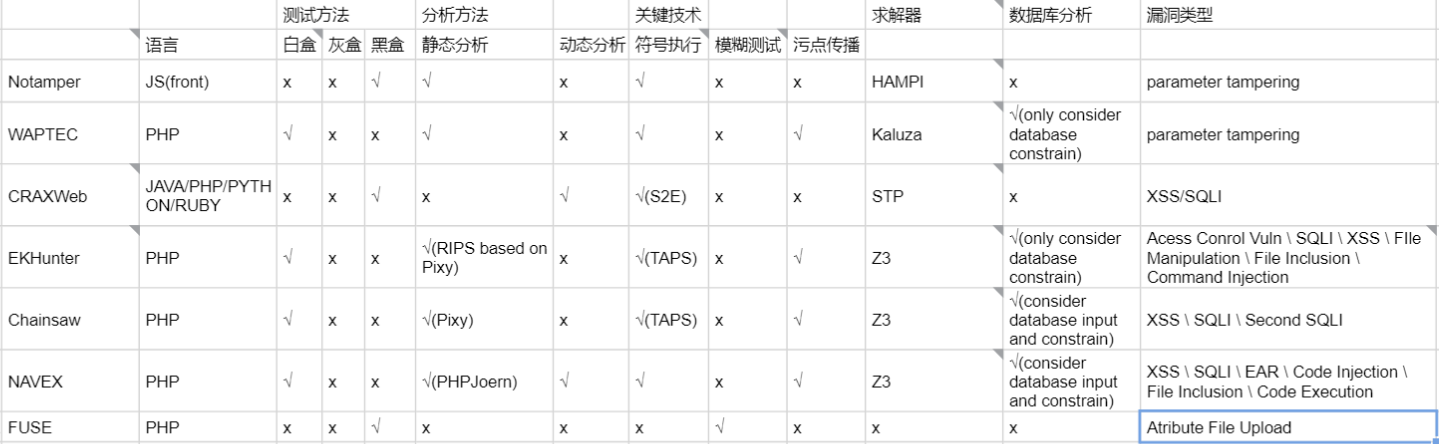 测试方法 分析方法 关键技术 求解器 数据库分析 漏洞类型
语言 白盒 灰盒 黑盒 静态分析 动态分析 符号执行 模糊测试 污点传播
Notamper JS(front) x x √ √ x √ x x HAMPI x parameter tampering
WAPTEC PHP √ x x √ x √ x √ Kaluza √(only consider
database
constrain) parameter tampering
CRAXWeb JAVA/PHP/PYTH
ON/RUBY x x √ x √ √(S2E) x x STP x XSS/SQLI
EKHunter PHP √ x x √(RIPS based on
Pixy) x √(TAPS) x √ Z3 √(only consider
database
constrain) Acess Conrol Vuln \ SQLI \ XSS \ FIle
Manipulation \ File Inclusion \
Command Injection
Chainsaw PHP √ x x √(Pixy) x √(TAPS) x √ Z3 √(consider
database input
and constrain) XSS \ SQLI \ Second SQLI
NAVEX PHP √ x x √(PHPJoern) √ √ x √ Z3 √(consider
database input
and constrain) XSS \ SQLI \ EAR \ Code Injection \
File Inclusion \ Code Execution
FUSE PHP x x √ x x x √ x x x Atribute File Upload